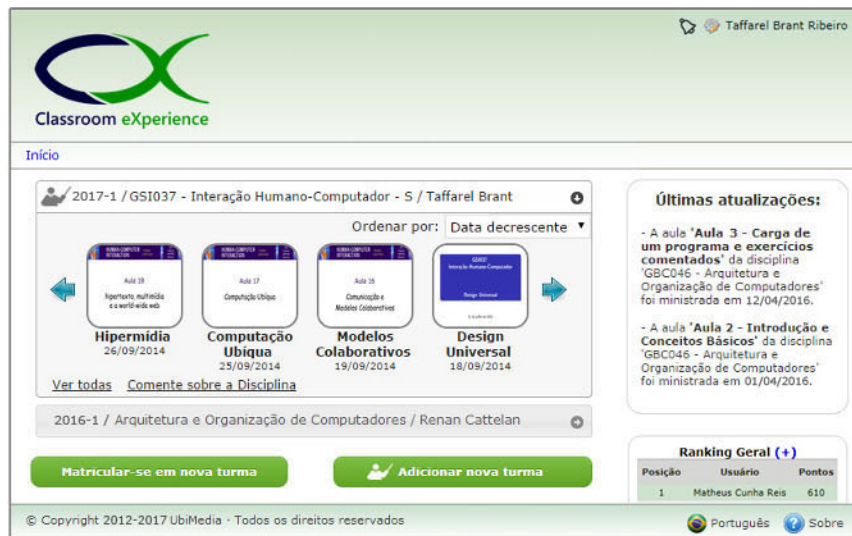 Taffarel Brant Ribeiro
CX
Classroom eXperience
Início
2017-1 / GSI037 - Interação Humano-Computador - S / Taffarel Brant
Ordenar por: Data decrescente
Aula 18
hipertexto, multimídia
e a world-wide web
Hipermídia
26/09/2014
Aula 17
Computação Ubíqua
Computação
Ubíqua
25/09/2014
Aula 16
Comunicação e
Modelos Colaborativos
Modelos
Colaborativos
19/09/2014
GSI037
Interação Humano-Computador
Design Universal
Design
Universal
18/09/2014
Ver todas Comente sobre a Disciplina
2016-1 / Arquitetura e Organização de Computadores / Renan Cattelan
Matricular-se em nova turma
Adicionar nova turma
Últimas atualizações:
- A aula 'Aula 3 - Carga de
um programa e exercícios
comentados' da disciplina
'GBC046 - Arquitetura e
Organização de Computadores'
foi ministrada em 12/04/2016.
- A aula 'Aula 2 - Introdução e
Conceitos Básicos' da disciplina
'GBC046 - Arquitetura e
Organização de Computadores'
foi ministrada em 01/04/2016.
Ranking Geral (+)
Posição Usuário Pontos
1 Matheus Cunha Reis 610
© Copyright 2012-2017 UbiMedia - Todos os direitos reservados
Português ? Sobre